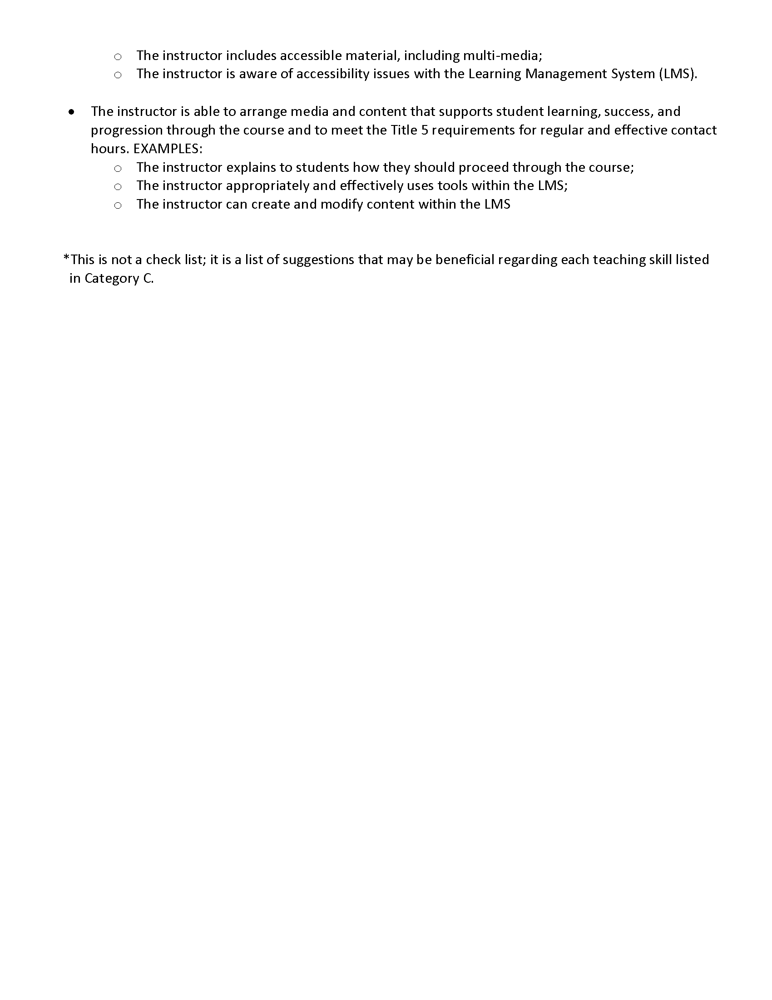 ○ The instructor includes accessible material, including multi-media;
○ The instructor is aware of accessibility issues with the Learning Management System (LMS).
• The instructor is able to arrange media and content that supports student learning, success, and
progression through the course and to meet the Title 5 requirements for regular and effective contact
hours. EXAMPLES:
○ The instructor explains to students how they should proceed through the course;
○ The instructor appropriately and effectively uses tools within the LMS;
○ The instructor can create and modify content within the LMS
*This is not a check list; it is a list of suggestions that may be beneficial regarding each teaching skill listed
in Category C.